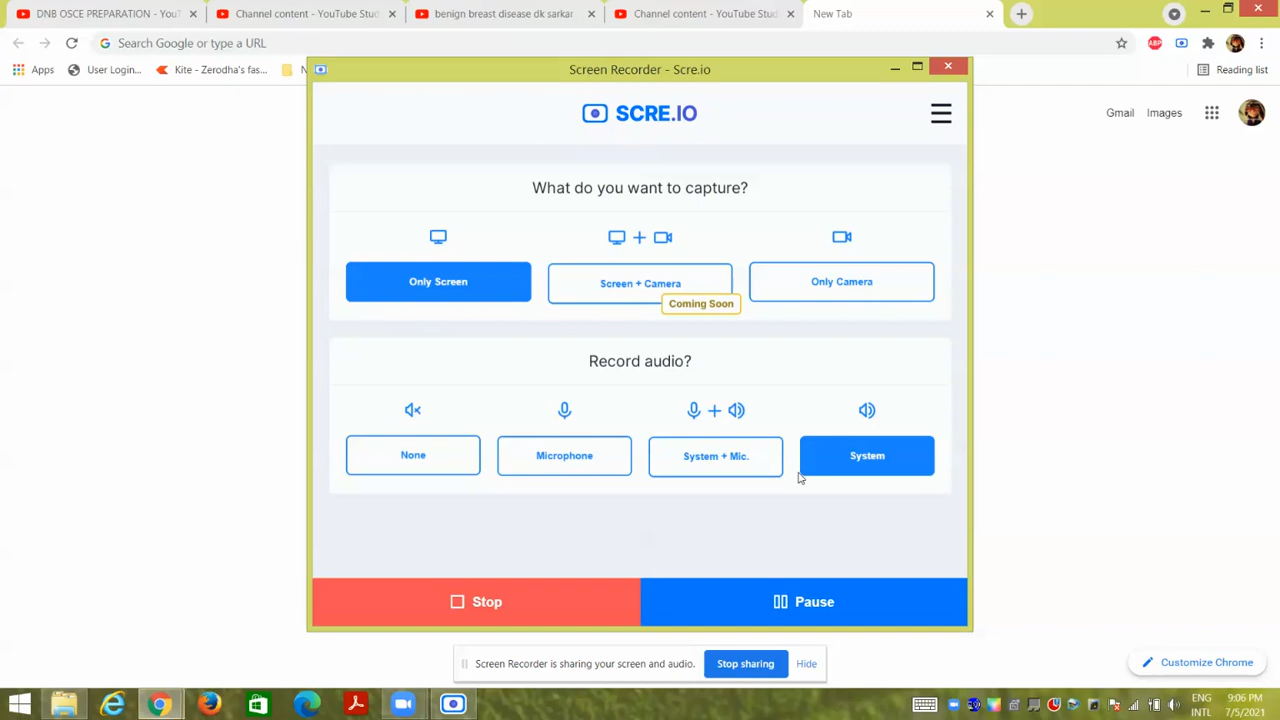 DNB OSCE PREPARATION - YouT
Channel content - YouTube Stud
benign breast disease dk sarkar
Channel content - YouTube Stud
New Tab
Search Google or type a URL
ABP
Apps
User Login...
Kite - Zerodha's fas...
N
Reading list
Screen Recorder - Scre.io
SCRE.IO
Gmail
Images
What do you want to capture?
Only Screen
Screen + Camera
Only Camera
Coming Soon
Record audio?
None
Microphone
System + Mic.
System
Stop
Pause
Screen Recorder is sharing your screen and audio.
Stop sharing
Hide
Customize Chrome
ENG
INTL
9:06 PM
7/5/2021